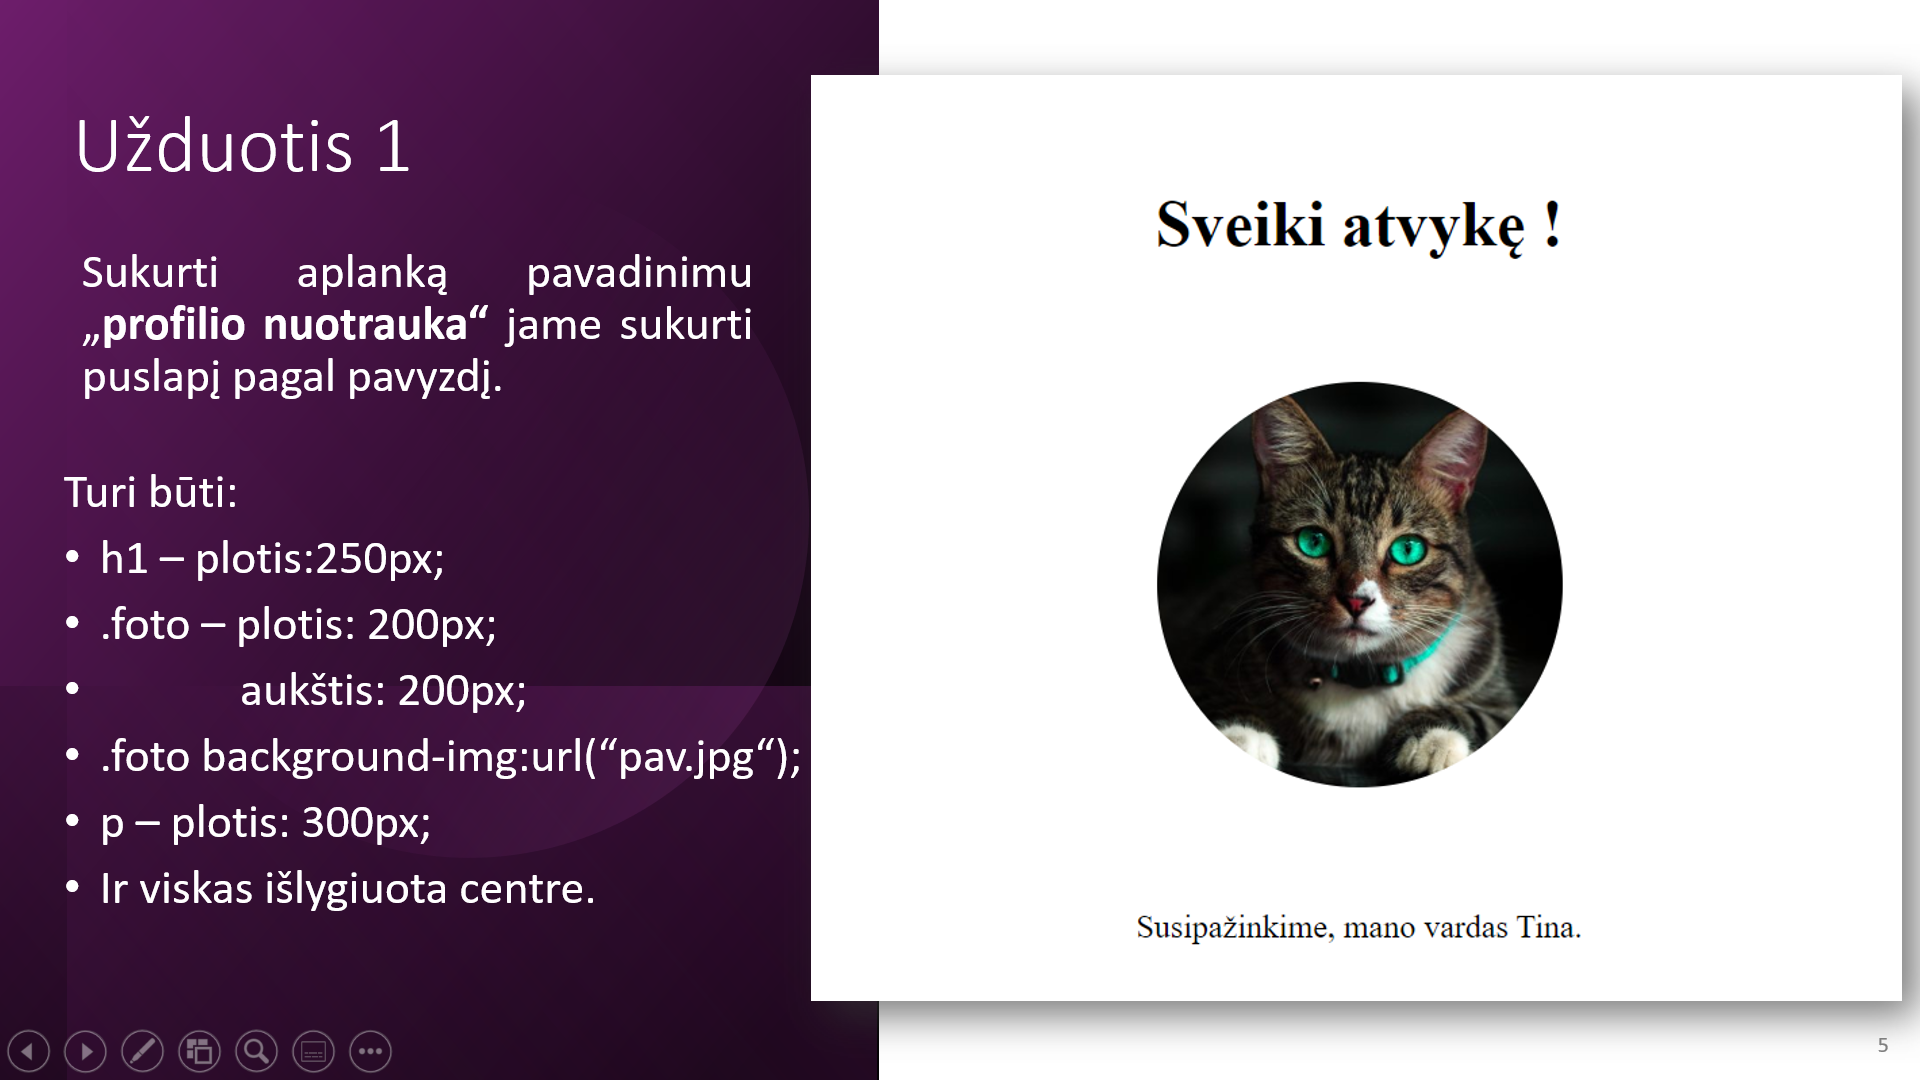 Užduotis 1
Sukurti aplanką pavadinimu
„profilio nuotrauka“ jame sukurti
puslapį pagal pavyzdį.
Turi būti:
• h1 – plotis:250px;
• .foto – plotis: 200px;
• aukštis: 200px;
• .foto background-img:url(“pav.jpg“);
• p – plotis: 300px;
• Ir viskas išlygiuota centre.
Sveiki atvykę !
Susipažinkime, mano vardas Tina.
5